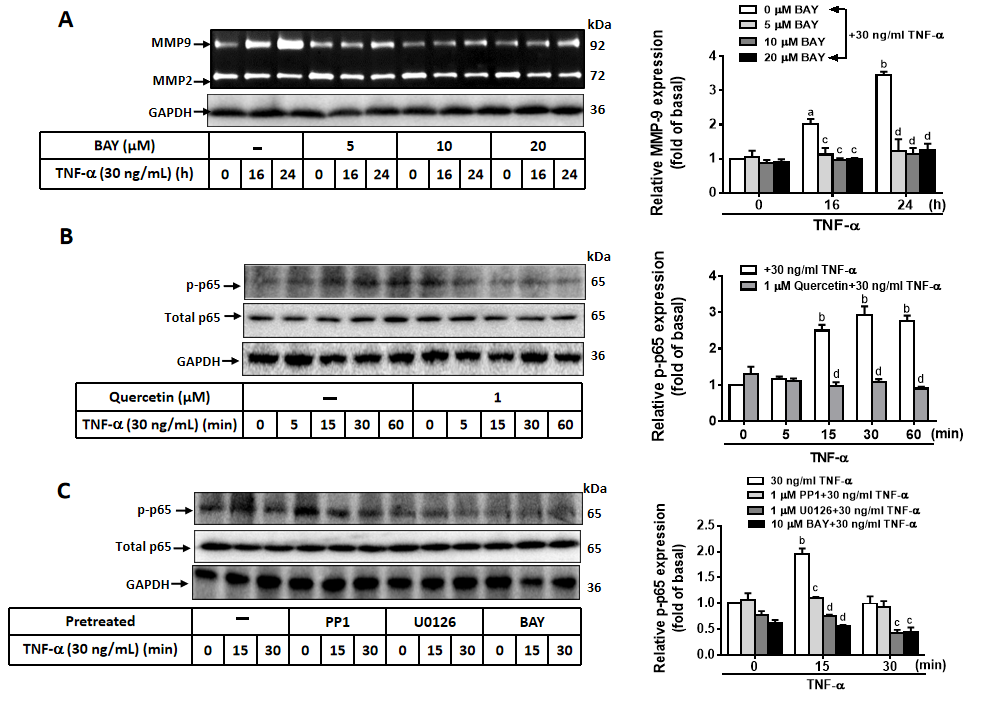 A
kDa
MMP9
92
MMP2
72
GAPDH
36
BAY (µM)
–
5
10
20
TNF-α (30 ng/mL) (h)
0 16 24 0 16 24 0 16 24 0 16 24
0 µM BAY
5 µM BAY
10 µM BAY
20 µM BAY
+30 ng/ml TNF-α
Relative MMP-9 expression
(fold of basal)
4
3
2
1
0
a
c c c
b
d d d
0 16 24 (h)
TNF-α
B
kDa
p-p65
65
Total p65
65
GAPDH
36
Quercetin (µM)
–
1
TNF-α (30 ng/mL) (min)
0 5 15 30 60 0 5 15 30 60
+30 ng/ml TNF-α
1 µM Quercetin+30 ng/ml TNF-α
Relative p-p65 expression
(fold of basal)
4
3
2
1
0
b
d
b
d
b
d
0 5 15 30 60 (min)
TNF-α
C
kDa
p-p65
65
Total p65
65
GAPDH
36
Pretreated
–
PP1
U0126
BAY
TNF-α (30 ng/mL) (min)
0 15 30 0 15 30 0 15 30 0 15 30
30 ng/ml TNF-α
1 µM PP1+30 ng/ml TNF-α
1 µM U0126+30 ng/ml TNF-α
10 µM BAY+30 ng/ml TNF-α
Relative p-p65 expression
(fold of basal)
2.5
2.0
1.5
1.0
0.5
0.0
b
c
d
d
c c
0 15 30 (min)
TNF-α